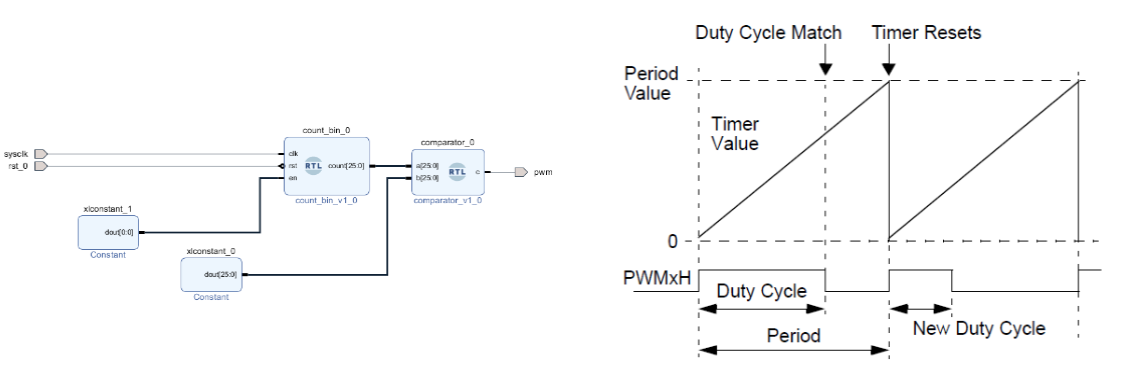 count_bin_0
sysclk
rst_0
clk
rst
en
RTL
count[25:0]
count_bin_v1_0
comparator_0
a[25:0]
b[25:0]
RTL
c
comparator_v1_0
pwm
xlconstant_1
dout[0:0]
Constant
xlconstant_0
dout[25:0]
Constant
Duty Cycle Match
Timer Resets
Period
Value
Timer
Value
0
PWMxH
Duty Cycle
New Duty Cycle
Period